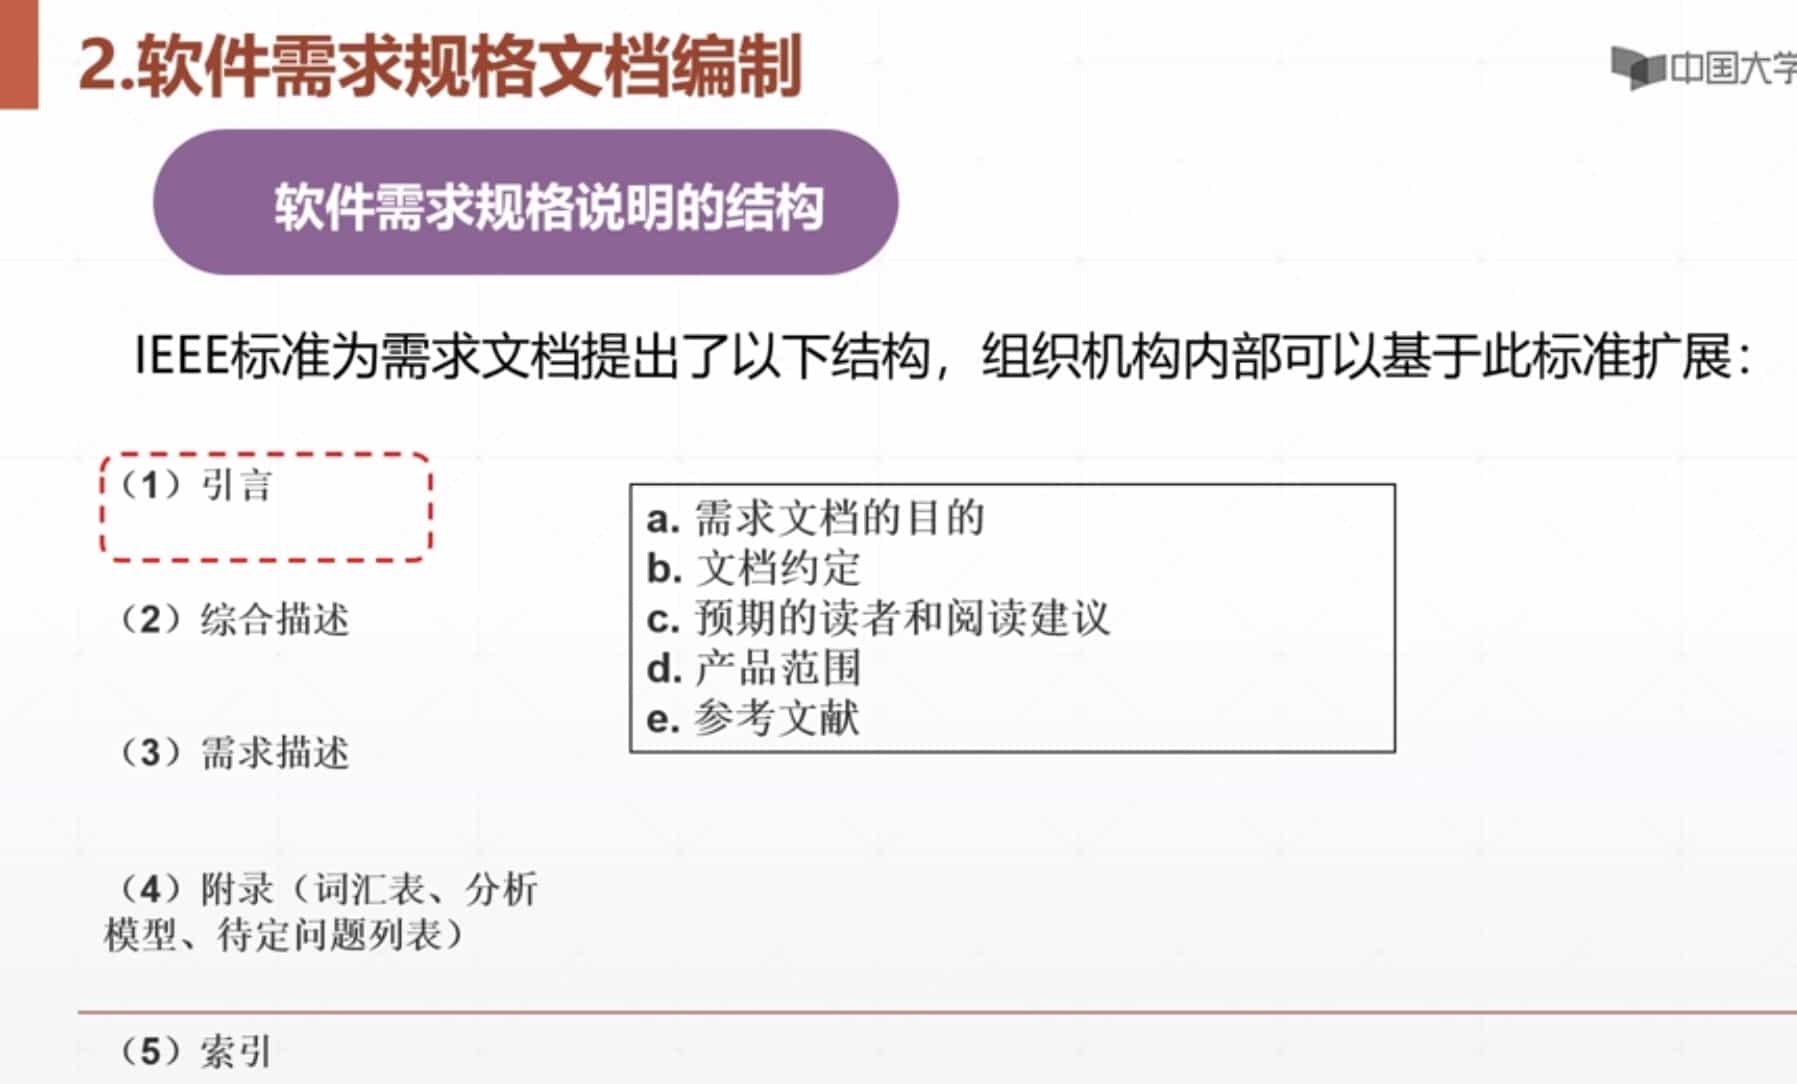 2.软件需求规格文档编制
中国大学
软件需求规格说明的结构
IEEE标准为需求文档提出了以下结构，组织机构内部可以基于此标准扩展：
（1）引言
a. 需求文档的目的
b. 文档约定
c. 预期的读者和阅读建议
d. 产品范围
e. 参考文献
（2）综合描述
（3）需求描述
（4）附录（词汇表、分析
模型、待定问题列表）
（5）索引